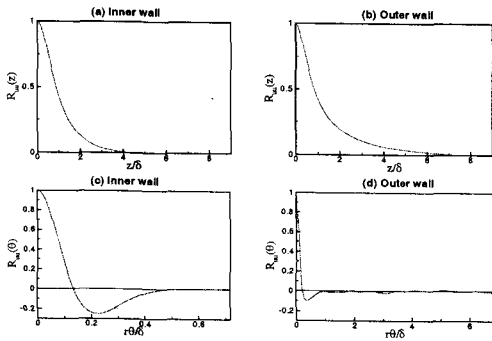 (a) Inner wall
(b) Outer wall
1
0.5
0
R_uu(z)
0 2 4 6 8
z/δ
1
0.5
0
R_uu(z)
0 2 4 6 8
z/δ
(c) Inner wall
(d) Outer wall
1
0.8
0.6
0.4
0.2
0
-0.2
R_uu(θ)
0 0.2 0.4 0.6
rθ/δ
1
0.8
0.6
0.4
0.2
0
-0.2
R_uu(θ)
0 2 4 6
rθ/δ